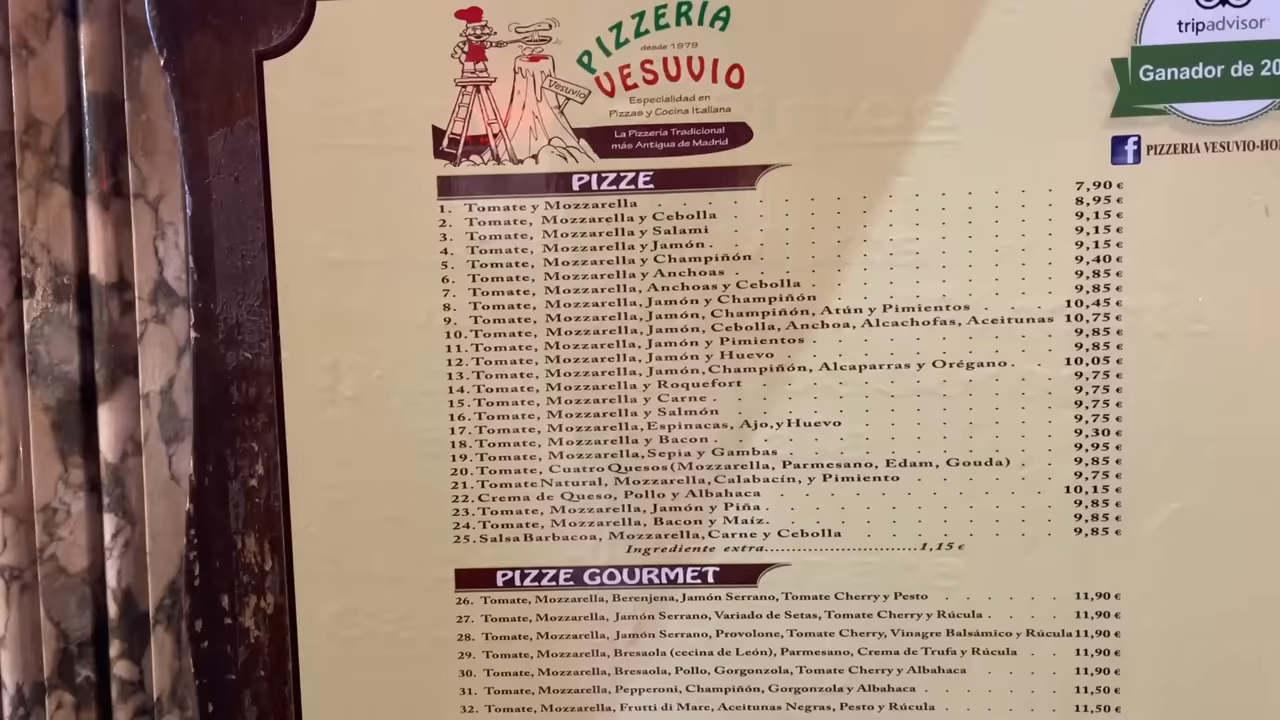 PIZZERIA
desde 1979
VESUVIO
Vesuvio
Especialidad en
Pizzas y Cocina Italiana
La Pizzería Tradicional
más Antigua de Madrid
tripadvisor
Ganador de
PIZZERIA VESUVIO-
PIZZE
1. Tomate y Mozzarella 7,90 €
2. Tomate, Mozzarella y Cebolla 8,95 €
3. Tomate, Mozzarella y Salami 9,15 €
4. Tomate, Mozzarella y Jamón 9,15 €
5. Tomate, Mozzarella y Champiñón 9,15 €
6. Tomate, Mozzarella y Anchoas 9,40 €
7. Tomate, Mozzarella, Anchoas y Cebolla 9,85 €
8. Tomate, Mozzarella, Jamón y Champiñón 9,85 €
9. Tomate, Mozzarella, Jamón, Champiñón, Atún y Pimientos 10,45 €
10. Tomate, Mozzarella, Jamón, Cebolla, Anchoa, Alcachofas, Aceitunas 10,75 €
11. Tomate, Mozzarella, Jamón y Pimientos 9,85 €
12. Tomate, Mozzarella, Jamón y Huevo 9,85 €
13. Tomate, Mozzarella, Jamón, Champiñón, Alcaparras y Orégano 10,05 €
14. Tomate, Mozzarella y Roquefort 9,75 €
15. Tomate, Mozzarella y Carne 9,75 €
16. Tomate, Mozzarella y Salmón 9,75 €
17. Tomate, Mozzarella, Espinacas, Ajo, y Huevo 9,75 €
18. Tomate, Mozzarella y Bacon 9,30 €
19. Tomate, Mozzarella, Sepia y Gambas 9,95 €
20. Tomate, Cuatro Quesos (Mozzarella, Parmesano, Edam, Gouda) 9,85 €
21. Tomate Natural, Mozzarella, Calabacín, y Pimiento 9,75 €
22. Crema de Queso, Pollo y Albahaca 10,15 €
23. Tomate, Mozzarella, Jamón y Piña 9,85 €
24. Tomate, Mozzarella, Bacon y Maíz. 9,85 €
25. Salsa Barbacoa, Mozzarella, Carne y Cebolla 9,85 €
Ingrediente extra 1,15 €
PIZZE GOURMET
26. Tomate, Mozzarella, Berenjena, Jamón Serrano, Tomate Cherry y Pesto 11,90 €
27. Tomate, Mozzarella, Jamón Serrano, Variado de Setas, Tomate Cherry y Rúcula 11,90 €
28. Tomate, Mozzarella, Jamón Serrano, Provolone, Tomate Cherry, Vinagre Balsámico y Rúcula 11,90 €
29. Tomate, Mozzarella, Bresaola (cecina de León), Parmesano, Crema de Trufa y Rúcula 11,90 €
30. Tomate, Mozzarella, Bresaola, Pollo, Gorgonzola, Tomate Cherry y Albahaca 11,90 €
31. Tomate, Mozzarella, Pepperoni, Champiñón, Gorgonzola y Albahaca 11,50 €
32. Tomate, Mozzarella, Frutti di Mare, Aceitunas Negras, Pesto y Rúcula 11,50 €